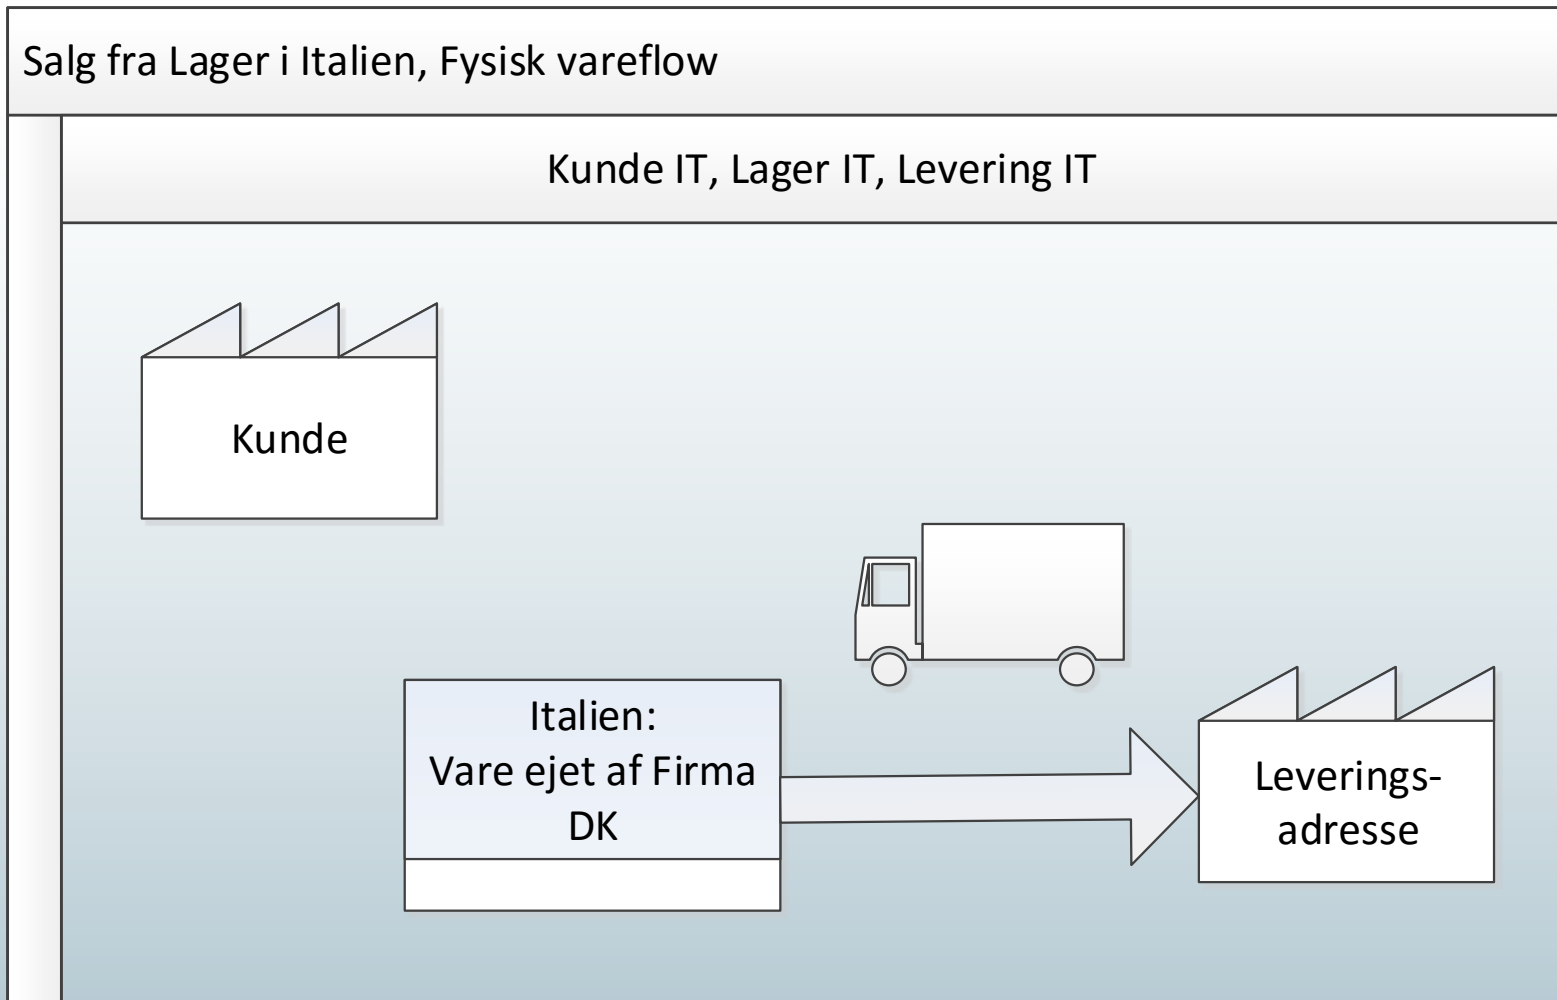 Salg fra Lager i Italien, Fysisk vareflow
Kunde IT, Lager IT, Levering IT
Kunde
Italien:
Vare ejet af Firma
DK
Leverings-
adresse